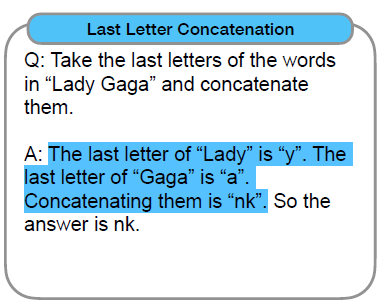 Last Letter Concatenation
Q: Take the last letters of the words
in “Lady Gaga” and concatenate
them.
A: The last letter of “Lady” is “y”. The
last letter of “Gaga” is “a”.
Concatenating them is “nk”. So the
answer is nk.